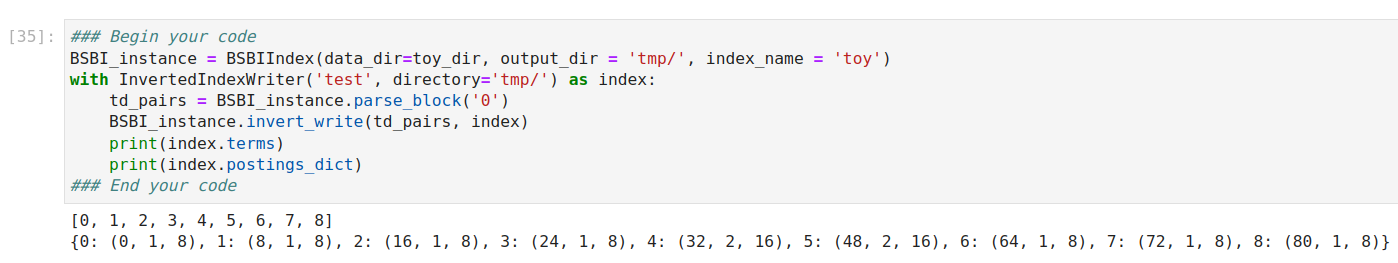 [35]: ### Begin your code
BSBI_instance = BSBIIndex(data_dir=toy_dir, output_dir = 'tmp/', index_name = 'toy')
with InvertedIndexWriter('test', directory='tmp/') as index:
    td_pairs = BSBI_instance.parse_block('0')
    BSBI_instance.invert_write(td_pairs, index)
    print(index.terms)
    print(index.postings_dict)
### End your code
[0, 1, 2, 3, 4, 5, 6, 7, 8]
{0: (0, 1, 8), 1: (8, 1, 8), 2: (16, 1, 8), 3: (24, 1, 8), 4: (32, 2, 16), 5: (48, 2, 16), 6: (64, 1, 8), 7: (72, 1, 8), 8: (80, 1, 8)}